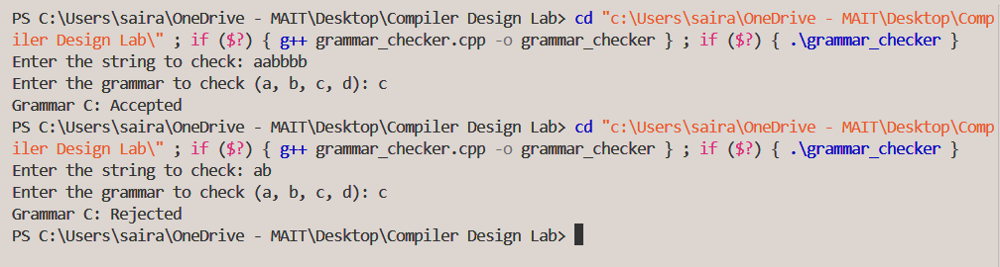 PS C:\Users\saira\OneDrive - MAIT\Desktop\Compiler Design Lab> cd "c:\Users\saira\OneDrive - MAIT\Desktop\Comp
iler Design Lab\" ; if ($?) { g++ grammar_checker.cpp -o grammar_checker } ; if ($?) { .\grammar_checker }
Enter the string to check: aabbbb
Enter the grammar to check (a, b, c, d): c
Grammar C: Accepted
PS C:\Users\saira\OneDrive - MAIT\Desktop\Compiler Design Lab> cd "c:\Users\saira\OneDrive - MAIT\Desktop\Comp
iler Design Lab\" ; if ($?) { g++ grammar_checker.cpp -o grammar_checker } ; if ($?) { .\grammar_checker }
Enter the string to check: ab
Enter the grammar to check (a, b, c, d): c
Grammar C: Rejected
PS C:\Users\saira\OneDrive - MAIT\Desktop\Compiler Design Lab>